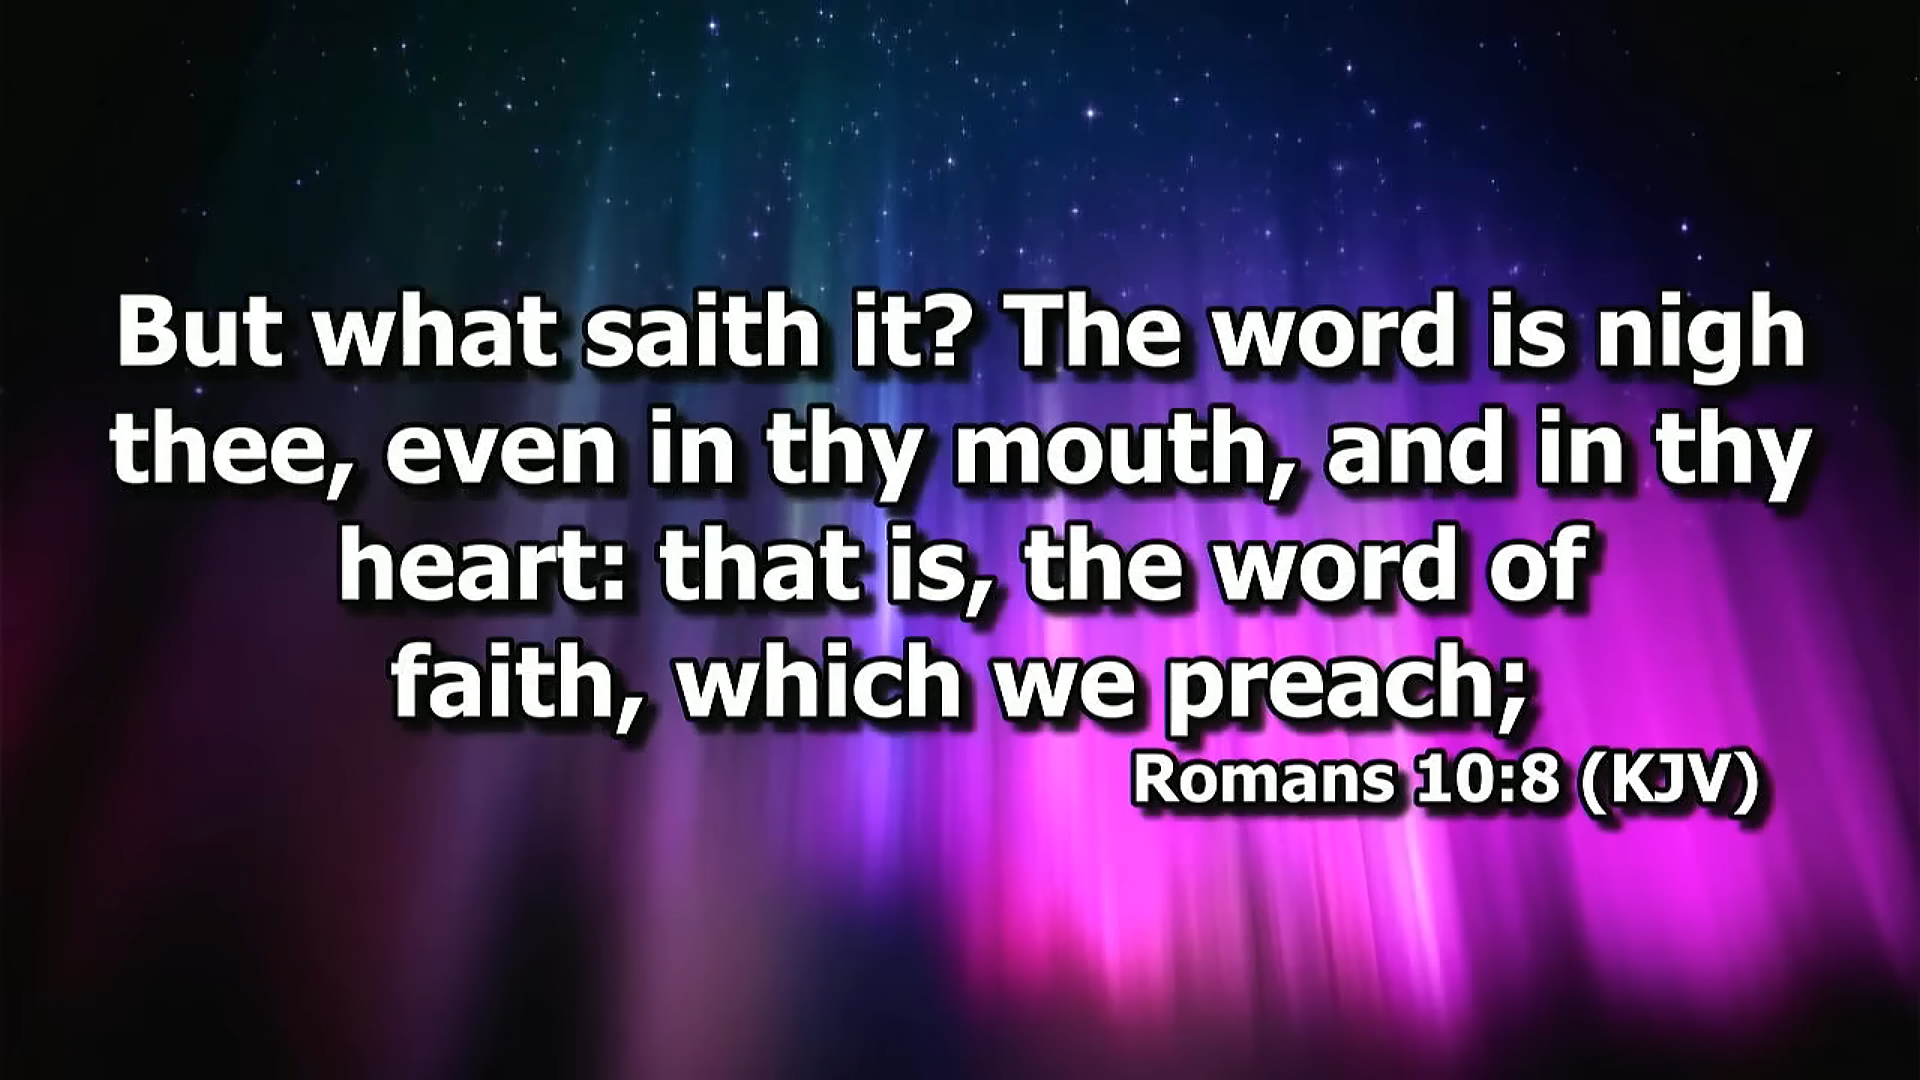 But what saith it? The word is nigh
thee, even in thy mouth, and in thy
heart: that is, the word of
faith, which we preach;
Romans 10:8 (KJV)